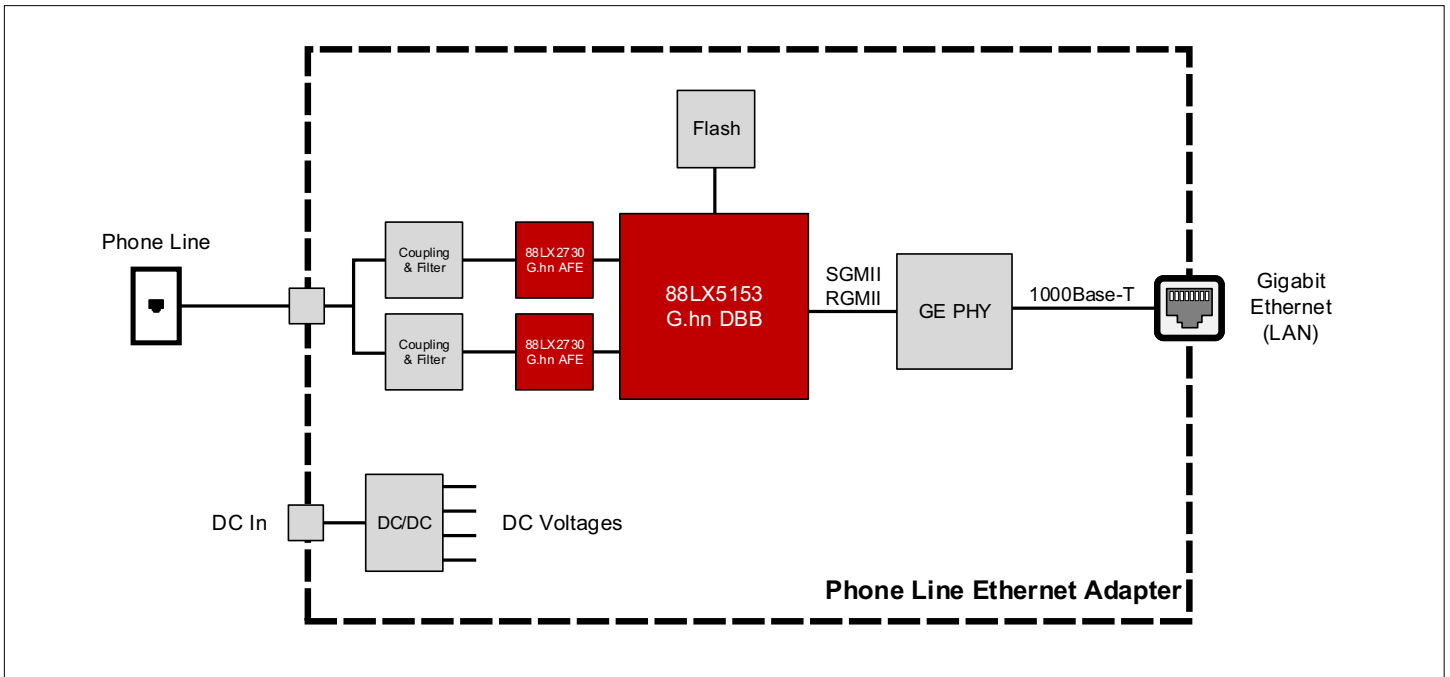 Flash
Phone Line
Coupling
& Filter
88LX2730
G.hn AFE
88LX5153
G.hn DBB
SGMII
RGMII
GE PHY
1000Base-T
Gigabit
Ethernet
(LAN)
Coupling
& Filter
88LX2730
G.hn AFE
DC In
DC/DC
DC Voltages
Phone Line Ethernet Adapter